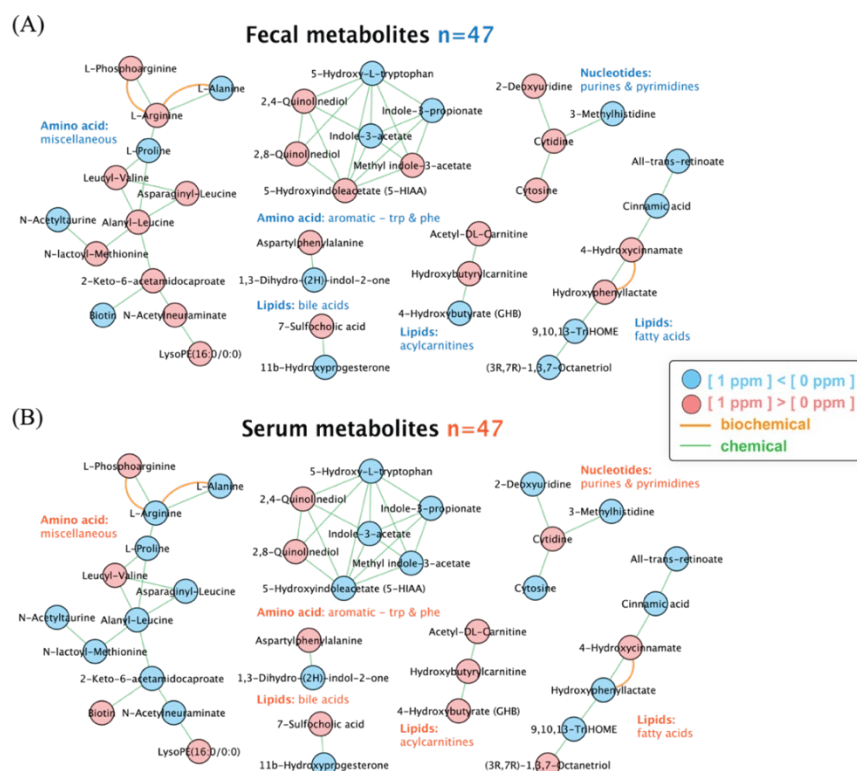 (A)
Fecal metabolites n=47
L-Phosphoarginine
L-Alanine
L-Arginine
Amino acid:
miscellaneous
L-Proline
Leucyl-Valine
Asparaginyl-Leucine
N-Acetyltaurine
Alanyl-Leucine
N-lactoyl-Methionine
2-Keto-6-acetamidocaproate
Biotin
N-Acetylneuraminate
LysoPE(16:0/0:0)
5-Hydroxy-L-tryptophan
2,4-Quinolinediol
Indole-3-propionate
Indole-3-acetate
2,8-Quinolinediol
Methyl indole-3-acetate
5-Hydroxyindoleacetate (5-HIAA)
Amino acid: aromatic - trp & phe
Aspartylphenylalanine
1,3-Dihydro-(2H)-indol-2-one
Lipids: bile acids
7-Sulfocholic acid
11b-Hydroxyprogesterone
Acetyl-DL-Carnitine
Hydroxybutyrylcarnitine
4-Hydroxybutyrate (GHB)
Lipids:
acylcarnitines
Nucleotides:
purines & pyrimidines
2-Deoxyuridine
3-Methylhistidine
Cytidine
Cytosine
All-trans-retinoate
Cinnamic acid
4-Hydroxycinnamate
Hydroxyphenyllactate
9,10,13-TriHOME
Lipids:
fatty acids
(3R,7R)-1,3,7-Octanetriol
[ 1 ppm ] < [ 0 ppm ]
[ 1 ppm ] > [ 0 ppm ]
biochemical
chemical
(B)
Serum metabolites n=47
L-Phosphoarginine
L-Alanine
L-Arginine
Amino acid:
miscellaneous
L-Proline
Leucyl-Valine
Asparaginyl-Leucine
N-Acetyltaurine
Alanyl-Leucine
N-lactoyl-Methionine
2-Keto-6-acetamidocaproate
Biotin
N-Acetylneuraminate
LysoPE(16:0/0:0)
5-Hydroxy-L-tryptophan
2,4-Quinolinediol
Indole-3-propionate
Indole-3-acetate
2,8-Quinolinediol
Methyl indole-3-acetate
5-Hydroxyindoleacetate (5-HIAA)
Amino acid: aromatic - trp & phe
Aspartylphenylalanine
1,3-Dihydro-(2H)-indol-2-one
Lipids: bile acids
7-Sulfocholic acid
11b-Hydroxyprogesterone
Acetyl-DL-Carnitine
Hydroxybutyrylcarnitine
4-Hydroxybutyrate (GHB)
Lipids:
acylcarnitines
Nucleotides:
purines & pyrimidines
2-Deoxyuridine
3-Methylhistidine
Cytidine
Cytosine
All-trans-retinoate
Cinnamic acid
4-Hydroxycinnamate
Hydroxyphenyllactate
9,10,13-TriHOME
Lipids:
fatty acids
(3R,7R)-1,3,7-Octanetriol